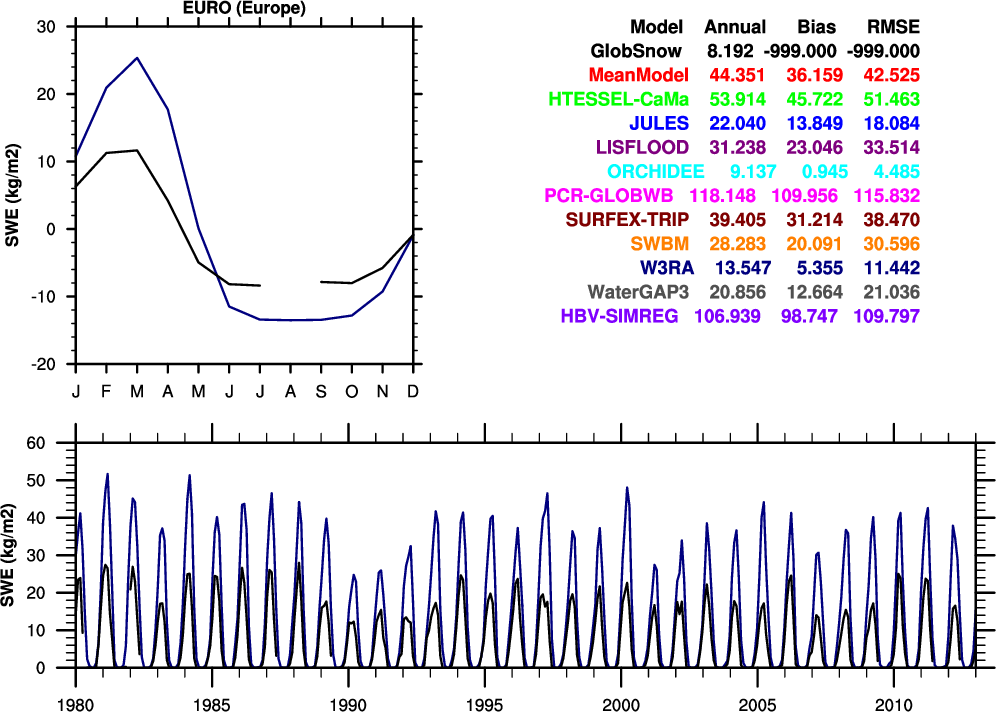 EURO (Europe)
30
20
10
0
-10
-20
SWE (kg/m2)
J F M A M J J A S O N D
Model Annual Bias RMSE
GlobSnow 8.192 -999.000 -999.000
MeanModel 44.351 36.159 42.525
HTESSEL-CaMa 53.914 45.722 51.463
JULES 22.040 13.849 18.084
LISFLOOD 31.238 23.046 33.514
ORCHIDEE 9.137 0.945 4.485
PCR-GLOBWB 118.148 109.956 115.832
SURFEX-TRIP 39.405 31.214 38.470
SWBM 28.283 20.091 30.596
W3RA 13.547 5.355 11.442
WaterGAP3 20.856 12.664 21.036
HBV-SIMREG 106.939 98.747 109.797
60
50
40
30
20
10
0
SWE (kg/m2)
1980 1985 1990 1995 2000 2005 2010